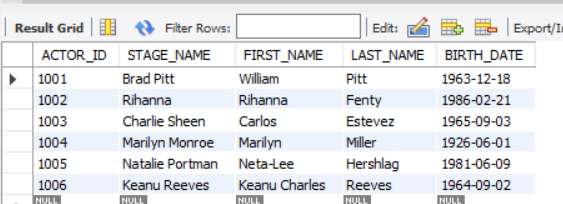 Result Grid Filter Rows: Edit: Export/I
ACTOR_ID STAGE_NAME FIRST_NAME LAST_NAME BIRTH_DATE
1001 Brad Pitt William Pitt 1963-12-18
1002 Rihanna Rihanna Fenty 1986-02-21
1003 Charlie Sheen Carlos Estevez 1965-09-03
1004 Marilyn Monroe Marilyn Miller 1926-06-01
1005 Natalie Portman Neta-Lee Hershlag 1981-06-09
1006 Keanu Reeves Keanu Charles Reeves 1964-09-02
NULL NULL NULL NULL NULL